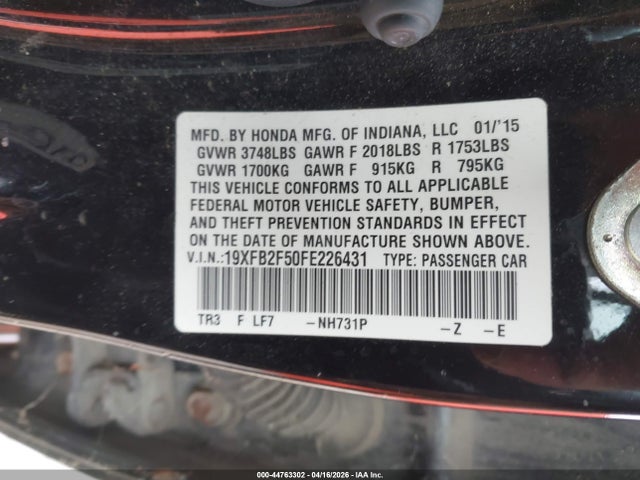 MFD. BY HONDA MFG. OF INDIANA, LLC 01/'15
GVWR 3748LBS GAWR F 2018LBS R 1753LBS
GVWR 1700KG GAWR F 915KG R 795KG
THIS VEHICLE CONFORMS TO ALL APPLICABLE
FEDERAL MOTOR VEHICLE SAFETY, BUMPER,
AND THEFT PREVENTION STANDARDS IN EFFECT
ON THE DATE OF MANUFACTURE SHOWN ABOVE.
V.I.N.:19XFB2F50FE226431 TYPE: PASSENGER CAR
TR3 F LF7 –NH731P –Z –E
000-44763302 - 04/16/2026 - IAA Inc.